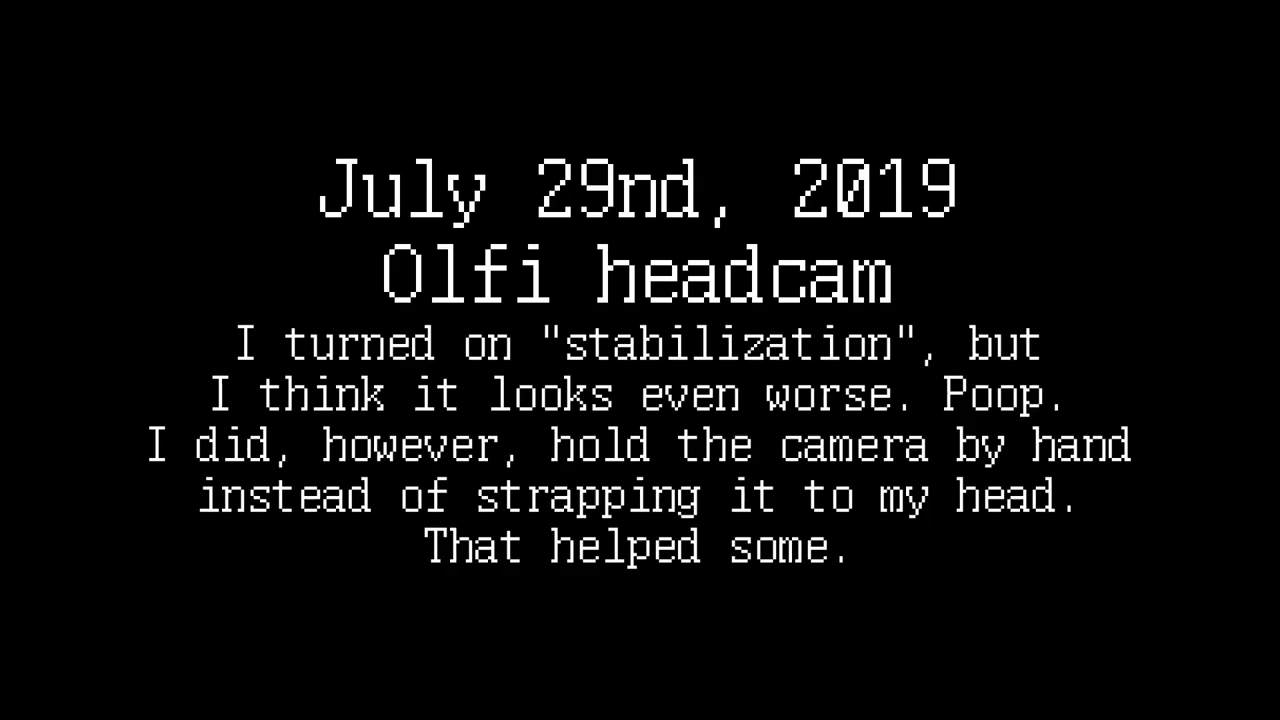 July 29nd, 2019
Olfi headcam
I turned on "stabilization", but
I think it looks even worse. Poop.
I did, however, hold the camera by hand
instead of strapping it to my head.
That helped some.